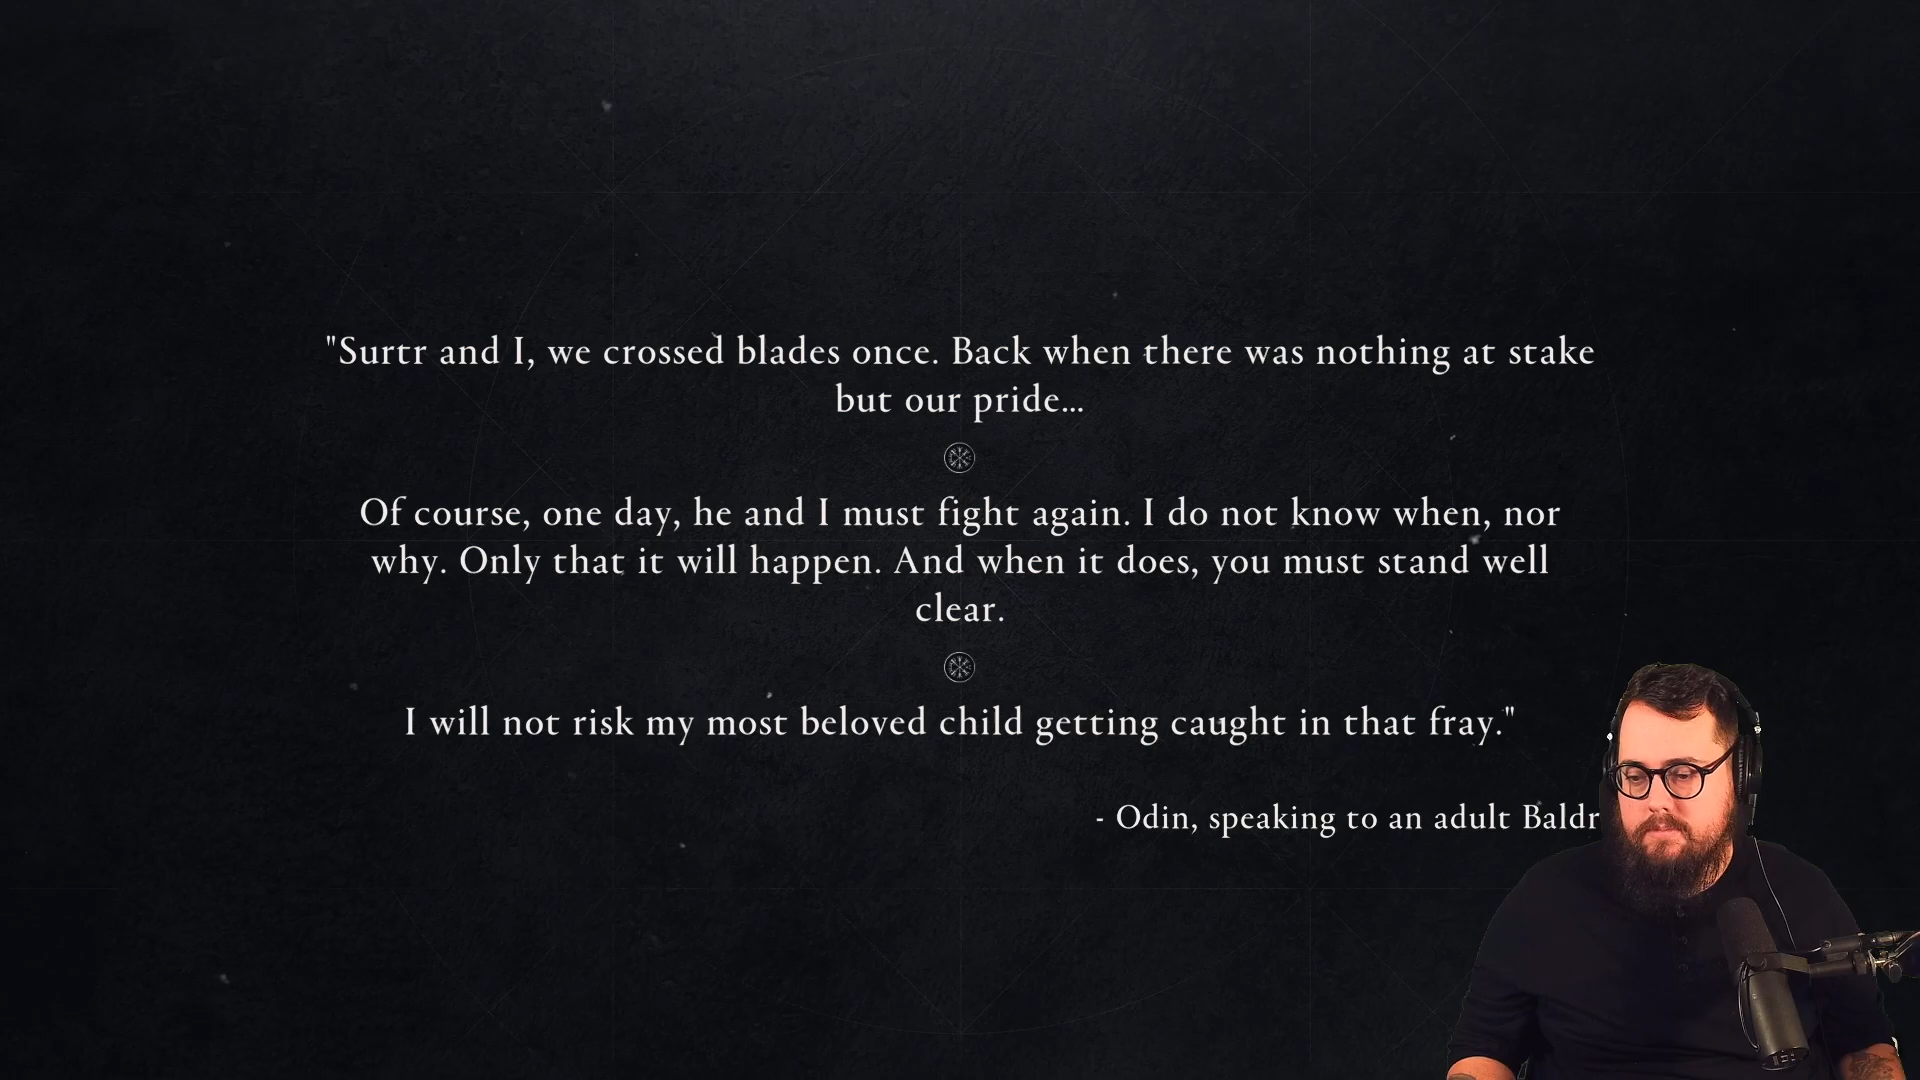 "Surtr and I, we crossed blades once. Back when there was nothing at stake
but our pride...
Of course, one day, he and I must fight again. I do not know when, nor
why. Only that it will happen. And when it does, you must stand well
clear.
I will not risk my most beloved child getting caught in that fray."
- Odin, speaking to an adult Baldr